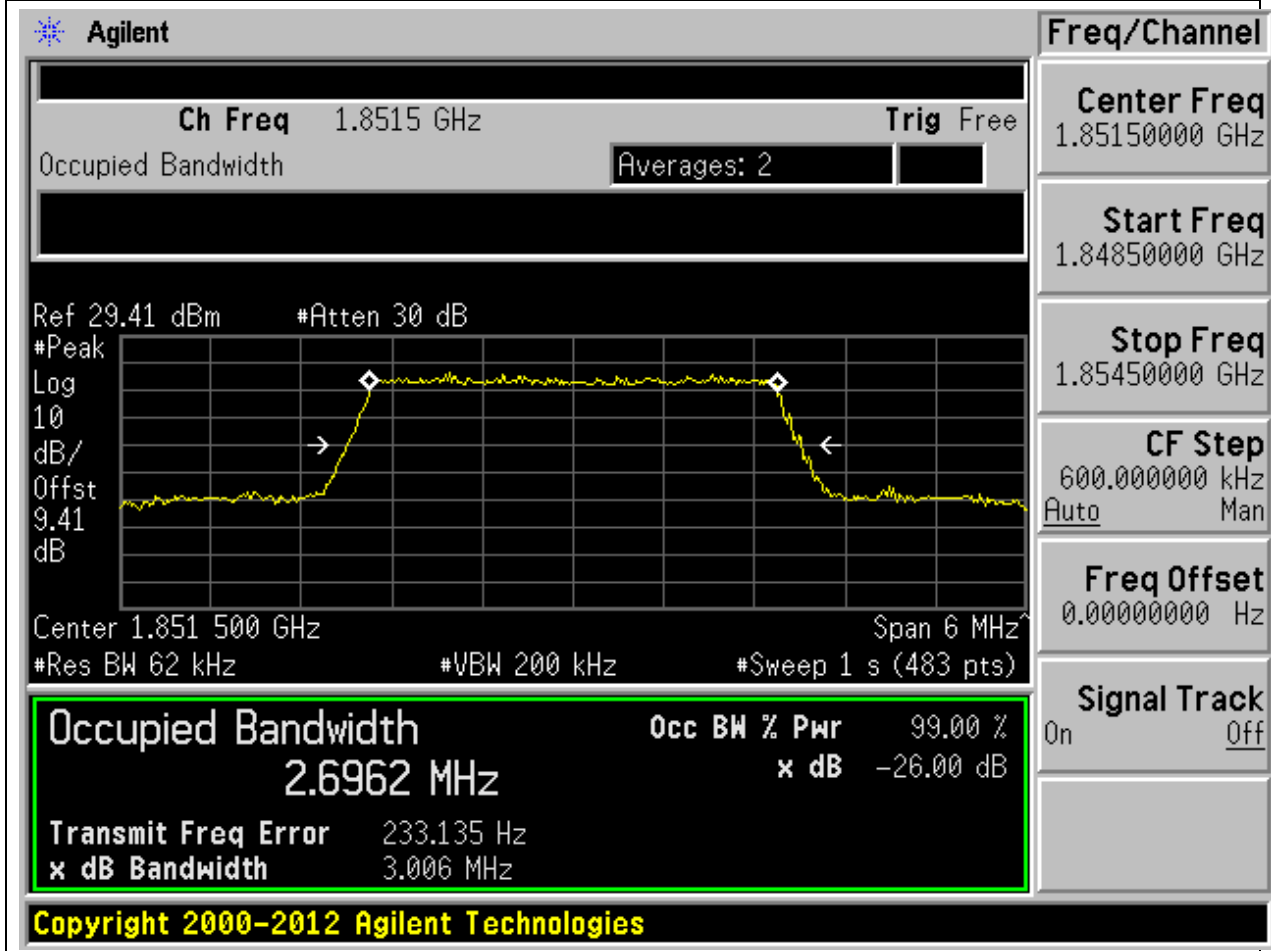 Agilent
Freq/Channel
Ch Freq 1.8515 GHz Trig Free
Occupied Bandwidth Averages: 2
Center Freq
1.85150000 GHz
Start Freq
1.84850000 GHz
Stop Freq
1.85450000 GHz
CF Step
600.000000 kHz
Auto Man
Freq Offset
0.00000000 Hz
Signal Track
On Off
Ref 29.41 dBm #Atten 30 dB
#Peak
Log
10
dB/
Offst
9.41
dB
Center 1.851 500 GHz Span 6 MHz^
#Res BW 62 kHz #VBW 200 kHz #Sweep 1 s (483 pts)
Occupied Bandwidth Occ BW % Pwr 99.00 %
2.6962 MHz x dB -26.00 dB
Transmit Freq Error 233.135 Hz
x dB Bandwidth 3.006 MHz
Copyright 2000-2012 Agilent Technologies